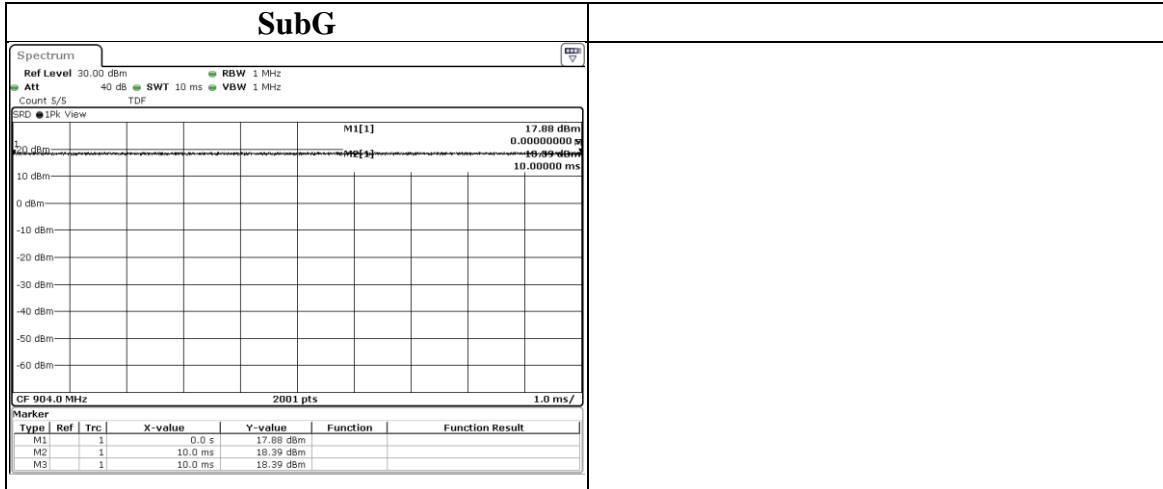 SubG
Spectrum
Ref Level 30.00 dBm RBW 1 MHz
Att 40 dB SWT 10 ms VBW 1 MHz
Count 5/5 TDF
SRD 1Pk View
M1[1] 17.88 dBm
0.00000000 s
M2[1] 18.39 dBm
10.00000 ms
1
20 dBm
10 dBm
0 dBm
-10 dBm
-20 dBm
-30 dBm
-40 dBm
-50 dBm
-60 dBm
CF 904.0 MHz 2001 pts 1.0 ms/
Marker
Type Ref Trc X-value Y-value Function Function Result
M1 1 0.0 s 17.88 dBm
M2 1 10.0 ms 18.39 dBm
M3 1 10.0 ms 18.39 dBm